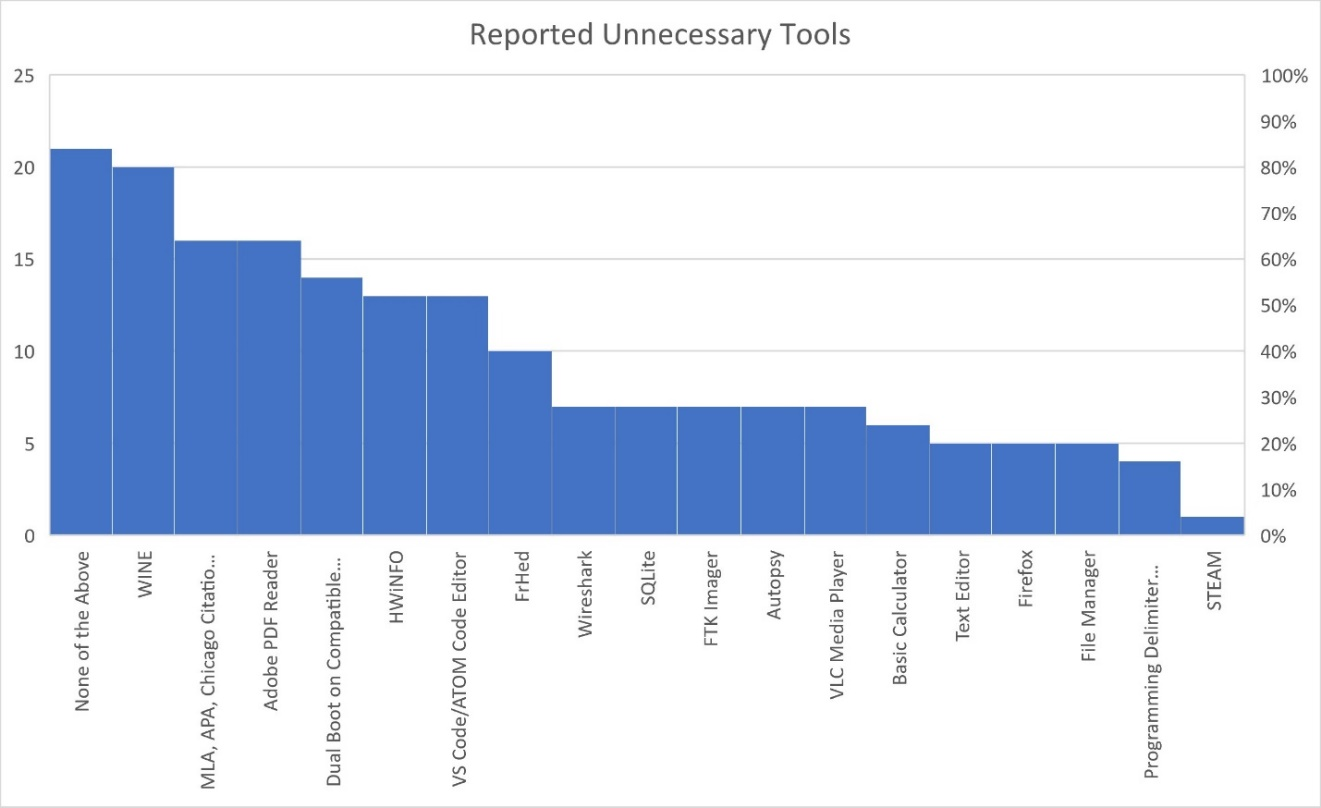 Reported Unnecessary Tools
25
20
15
10
5
0
100%
90%
80%
70%
60%
50%
40%
30%
20%
10%
0%
None of the Above
WINE
MLA, APA, Chicago Citatio...
Adobe PDF Reader
Dual Boot on Compatible...
HWiNFO
VS Code/ATOM Code Editor
FrHed
Wireshark
SQLite
FTK Imager
Autopsy
VLC Media Player
Basic Calculator
Text Editor
Firefox
File Manager
Programming Delimiter...
STEAM